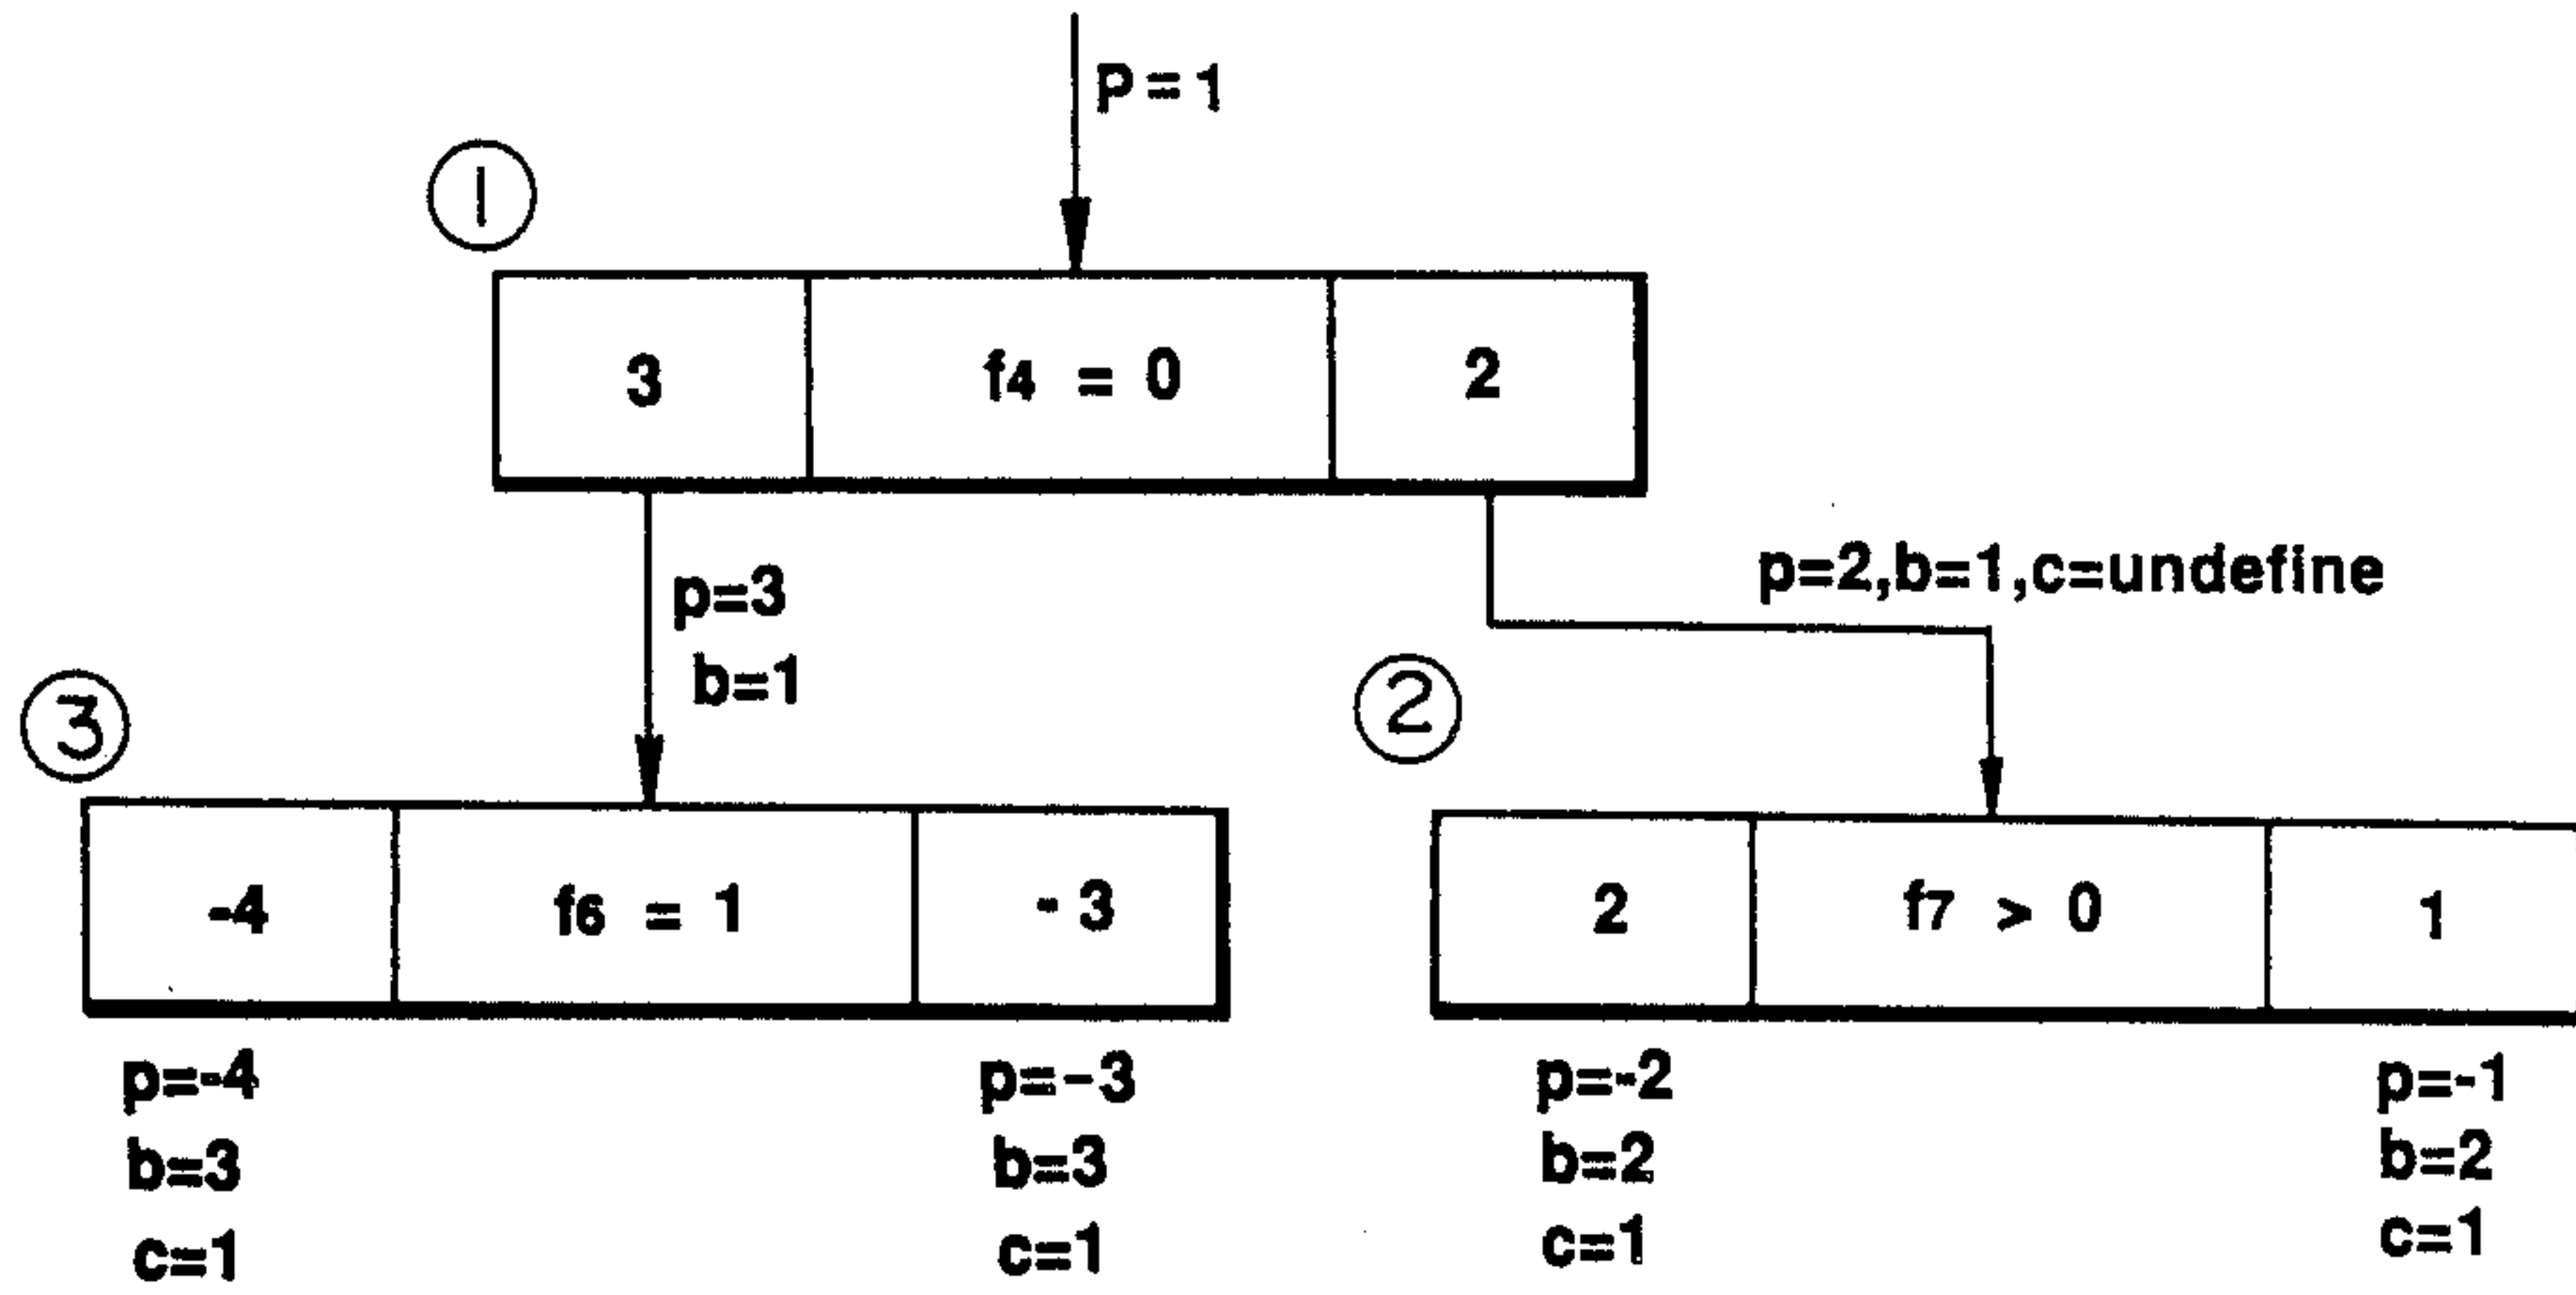 P=1
1
3 f4 = 0 2
p=3
b=1
p=2,b=1,c=undefine
3
-4 f6 = 1 -3
2
2 f7 > 0 1
p=-4
b=3
c=1
p=-3
b=3
c=1
p=-2
b=2
c=1
p=-1
b=2
c=1